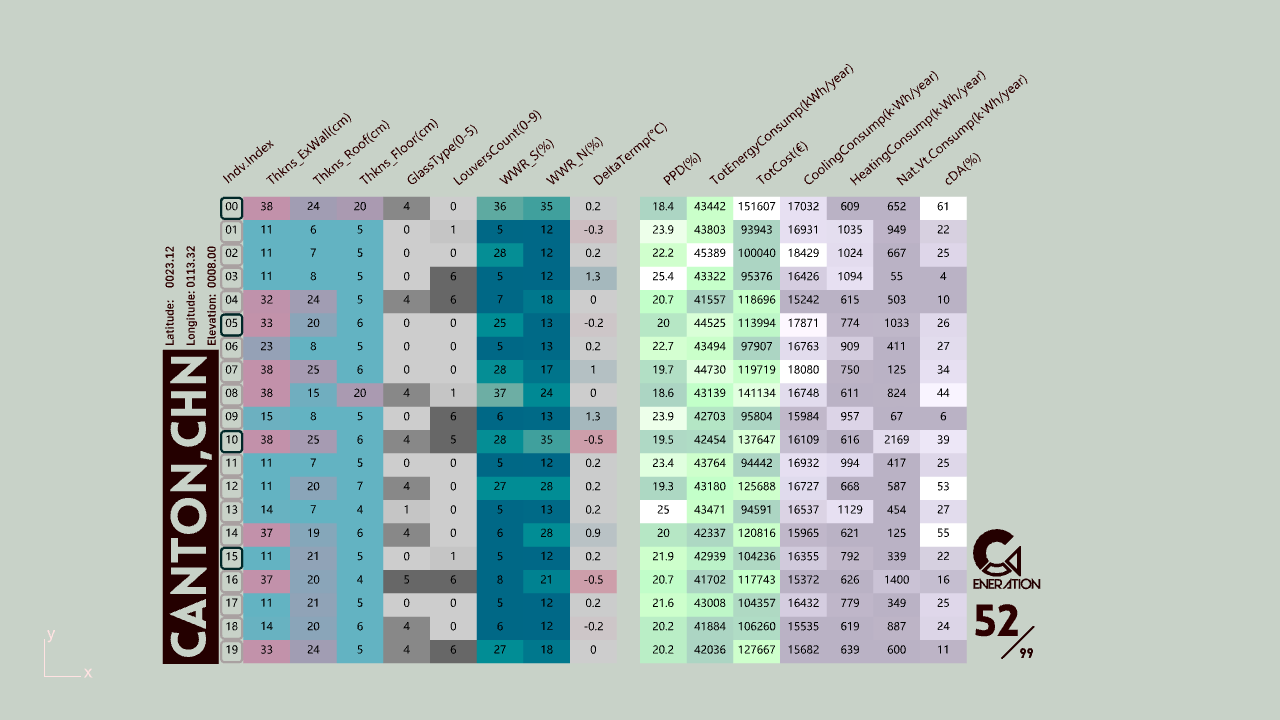 Indv.Index Thkns_ExWall(cm) Thkns_Roof(cm) Thkns_Floor(cm) GlassType(0-5) LouversCount(0-9) WWR_S(%) WWR_N(%) DeltaTermp(°C) PPD(%) TotEnergyConsump(kWh/year) TotCost(€) CoolingConsump(k·Wh/year) HeatingConsump(k·Wh/year) Nat.Vt.Consump(k·Wh/year) cDA(%)
00 38 24 20 4 0 36 35 0.2 18.4 43442 151607 17032 609 652 61
01 11 6 5 0 1 5 12 -0.3 23.9 43803 93943 16931 1035 949 22
02 11 7 5 0 0 28 12 0.2 22.2 45389 100040 18429 1024 667 25
03 11 8 5 0 6 5 12 1.3 25.4 43322 95376 16426 1094 55 4
04 32 24 5 4 6 7 18 0 20.7 41557 118696 15242 615 503 10
05 33 20 6 0 0 25 13 -0.2 20 44525 113994 17871 774 1033 26
06 23 8 5 0 0 5 13 0.2 22.7 43494 97907 16763 909 411 27
07 38 25 6 0 0 28 17 1 19.7 44730 119719 18080 750 125 34
08 38 15 20 4 1 37 24 0 18.6 43139 141134 16748 611 824 44
09 15 8 5 0 6 6 13 1.3 23.9 42703 95804 15984 957 67 6
10 38 25 6 4 5 28 35 -0.5 19.5 42454 137647 16109 616 2169 39
11 11 7 5 0 0 5 12 0.2 23.4 43764 94442 16932 994 417 25
12 11 20 7 4 0 27 28 0.2 19.3 43180 125688 16727 668 587 53
13 14 7 4 1 0 5 13 0.2 25 43471 94591 16537 1129 454 27
14 37 19 6 4 0 6 28 0.9 20 42337 120816 15965 621 125 55
15 11 21 5 0 1 5 12 0.2 21.9 42939 104236 16355 792 339 22
16 37 20 4 5 6 8 21 -0.5 20.7 41702 117743 15372 626 1400 16
17 11 21 5 0 0 5 12 0.2 21.6 43008 104357 16432 779 349 25
18 14 20 6 4 0 6 12 -0.2 20.2 41884 106260 15535 619 887 24
19 33 24 5 4 6 27 18 0 20.2 42036 127667 15682 639 600 11
Latitude: 0023.12
Longitude: 0113.32
Elevation: 0008.00
CANTON,CHN
ENERATION
52/99
y
x